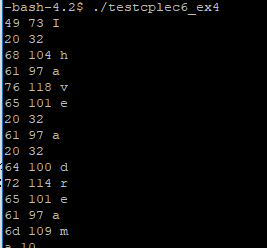 -bash-4.2$ ./testcplec6_ex4
49 73 I
20 32
68 104 h
61 97 a
76 118 v
65 101 e
20 32
61 97 a
20 32
64 100 d
72 114 r
65 101 e
61 97 a
6d 109 m
a 10